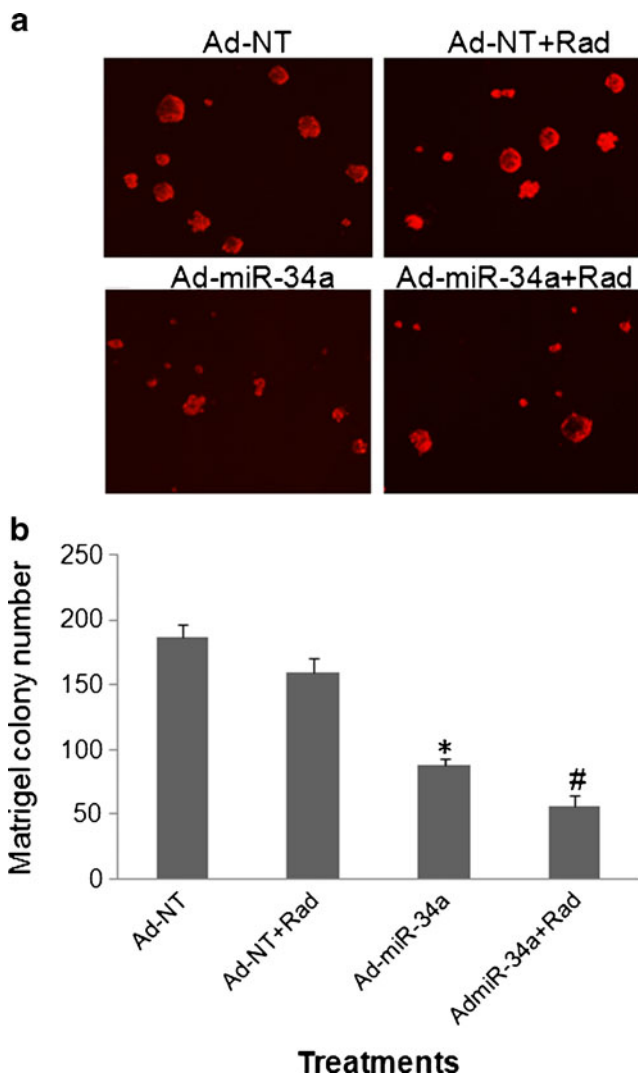 a
Ad-NT
Ad-NT+Rad
Ad-miR-34a
Ad-miR-34a+Rad
b
Matrigel colony number
250
200
150
100
50
0
*
#
Ad-NT
Ad-NT+Rad
Ad-miR-34a
AdmiR-34a+Rad
Treatments